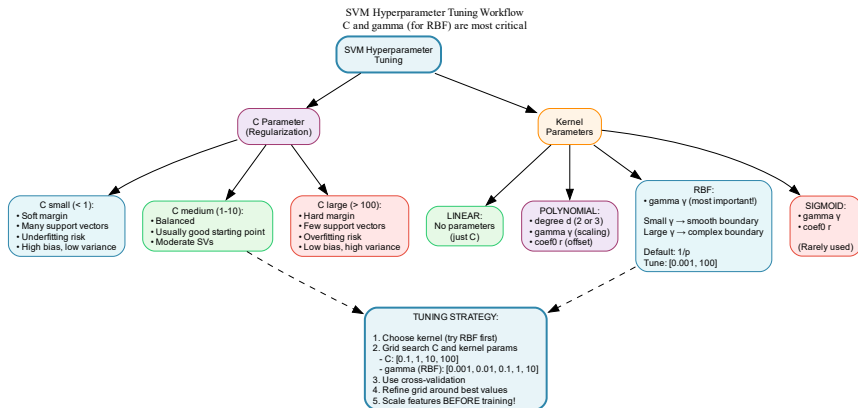 SVM Hyperparameter Tuning Workflow
C and gamma (for RBF) are most critical
SVM Hyperparameter
Tuning
C Parameter
(Regularization)
Kernel
Parameters
C small (< 1):
• Soft margin
• Many support vectors
• Underfitting risk
• High bias, low variance
C medium (1-10):
• Balanced
• Usually good starting point
• Moderate SVs
C large (> 100):
• Hard margin
• Few support vectors
• Overfitting risk
• Low bias, high variance
LINEAR:
No parameters
(just C)
POLYNOMIAL:
• degree d (2 or 3)
• gamma γ (scaling)
• coef0 r (offset)
RBF:
• gamma γ (most important!)
Small γ → smooth boundary
Large γ → complex boundary
Default: 1/p
Tune: [0.001, 100]
SIGMOID:
• gamma γ
• coef0 r
(Rarely used)
TUNING STRATEGY:
1. Choose kernel (try RBF first)
2. Grid search C and kernel params
- C: [0.1, 1, 10, 100]
- gamma (RBF): [0.001, 0.01, 0.1, 1, 10]
3. Use cross-validation
4. Refine grid around best values
5. Scale features BEFORE training!